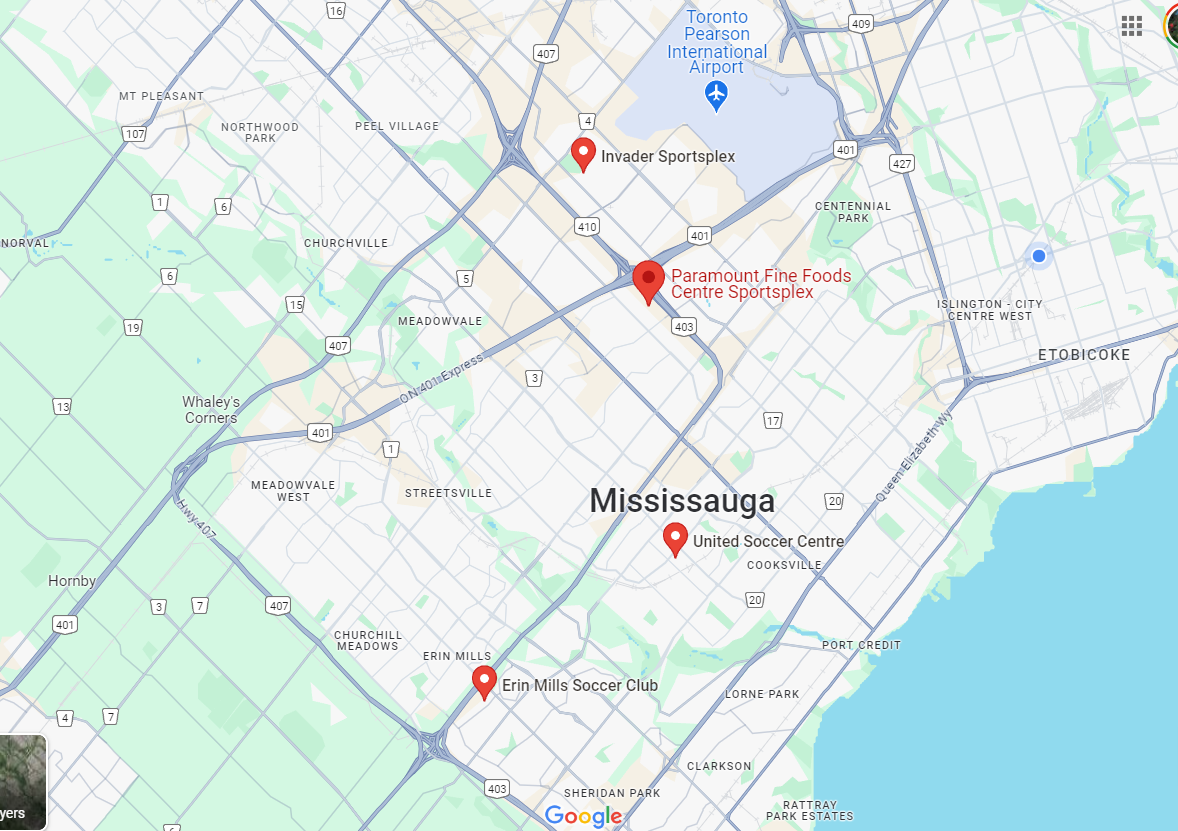 16
Toronto
Pearson
International
Airport
409
407
MT PLEASANT
4
107
NORTHWOOD
PARK
PEEL VILLAGE
401
427
Invader Sportsplex
1
6
CENTENNIAL
PARK
410
401
NORVAL
CHURCHVILLE
6
5
Paramount Fine Foods
Centre Sportsplex
15
ISLINGTON - CITY
CENTRE WEST
MEADOWVALE
19
403
407
ETOBICOKE
ON-401 Express
3
Whaley's
Corners
13
17
401
1
Queen Elizabeth Wy
MEADOWVALE
WEST
STREETSVILLE
Mississauga
20
Hwy 407
United Soccer Centre
COOKSVILLE
Hornby
3
7
407
20
401
CHURCHILL
MEADOWS
PORT CREDIT
ERIN MILLS
Erin Mills Soccer Club
LORNE PARK
4
7
CLARKSON
403
SHERIDAN PARK
RATTRAY
PARK ESTATES
yers
Google